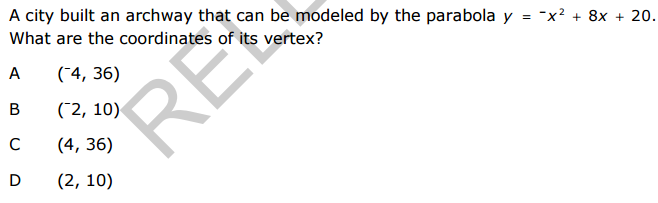 A city built an archway that can be modeled by the parabola y = ⁻x² + 8x + 20.
What are the coordinates of its vertex?
A (⁻4, 36)
B (⁻2, 10)
C (4, 36)
D (2, 10)